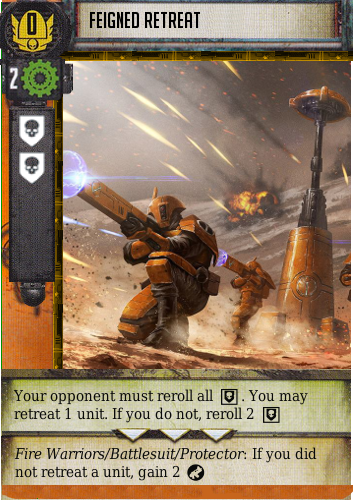 0
FEIGNED RETREAT
2
Your opponent must reroll all . You may
retreat 1 unit. If you do not, reroll 2
Fire Warriors/Battlesuit/Protector: If you did
not retreat a unit, gain 2